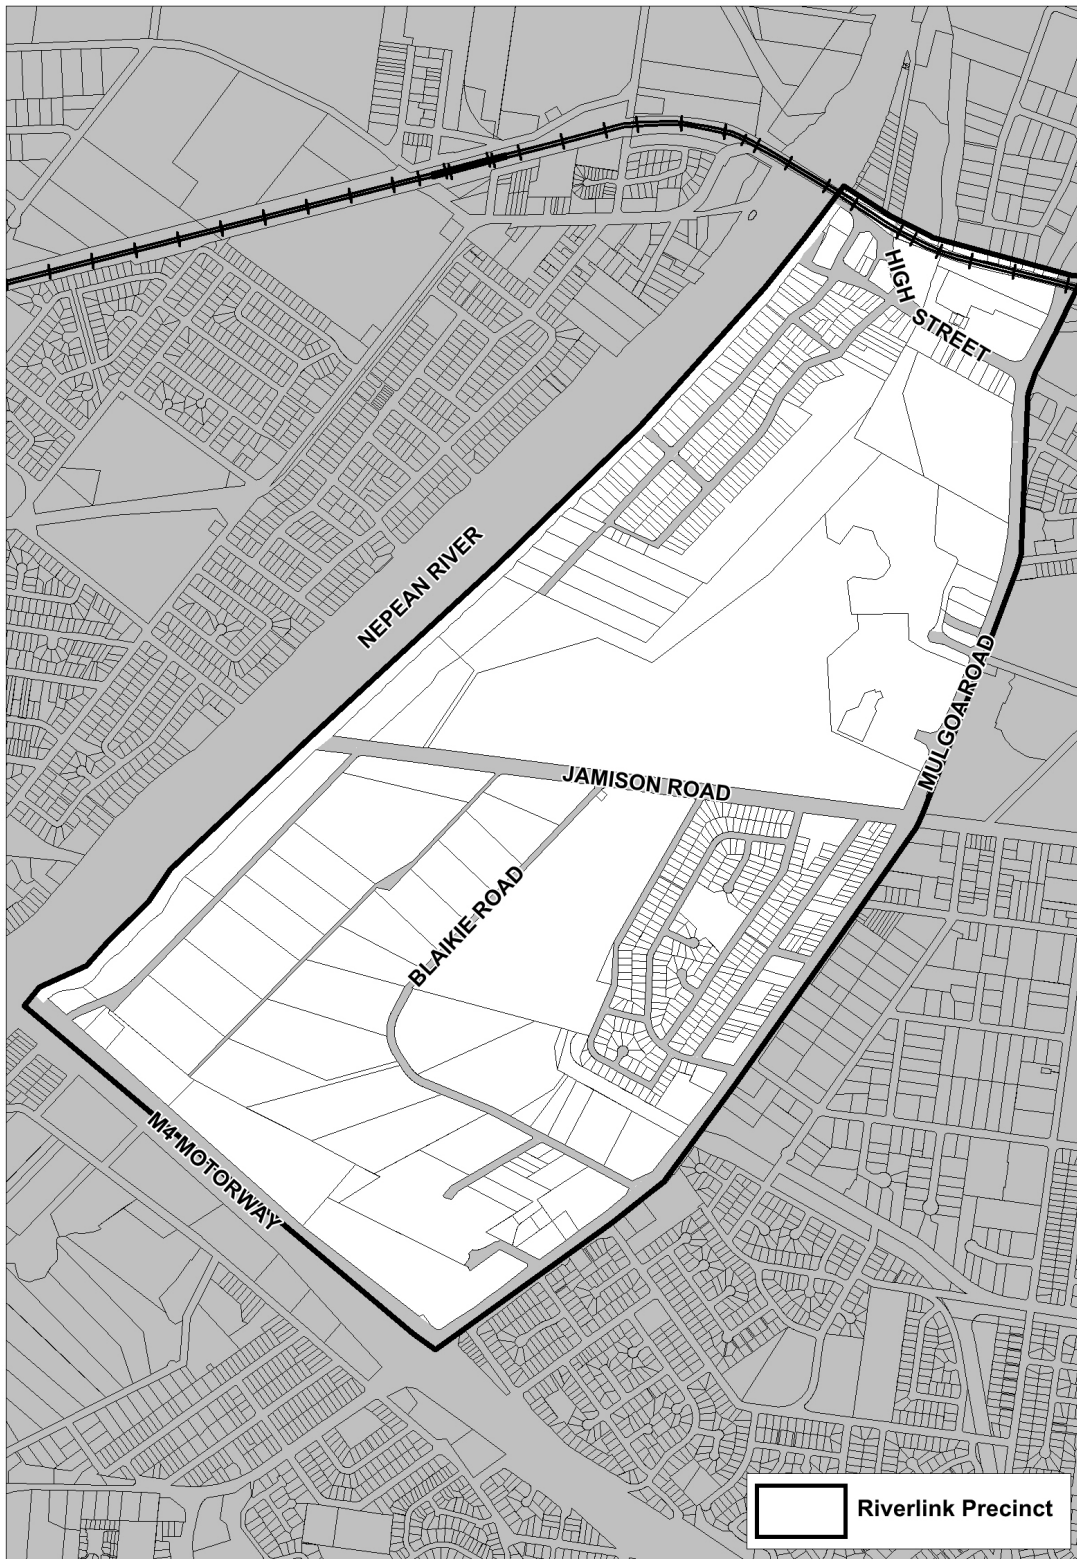 HIGH STREET
NEPEAN RIVER
MULGOA ROAD
JAMISON ROAD
BLAIKIE ROAD
M4 MOTORWAY
Riverlink Precinct